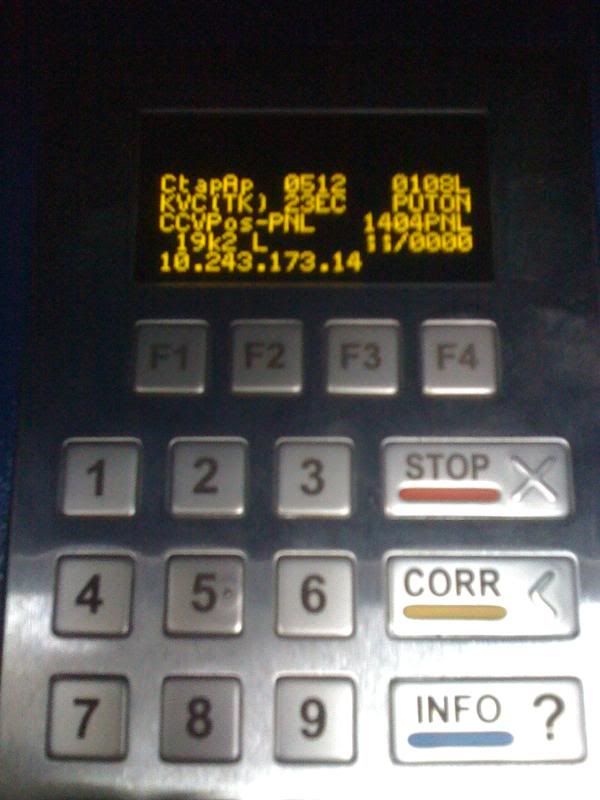 CtapAp 0512 0108L
KVC(TK) 23EC PUTON
CCVPos-PNL 1404PNL
19k2 L ::/0000
10.243.173.14
F1 F2 F3 F4
1 2 3 STOP
4 5 6 CORR
7 8 9 INFO ?